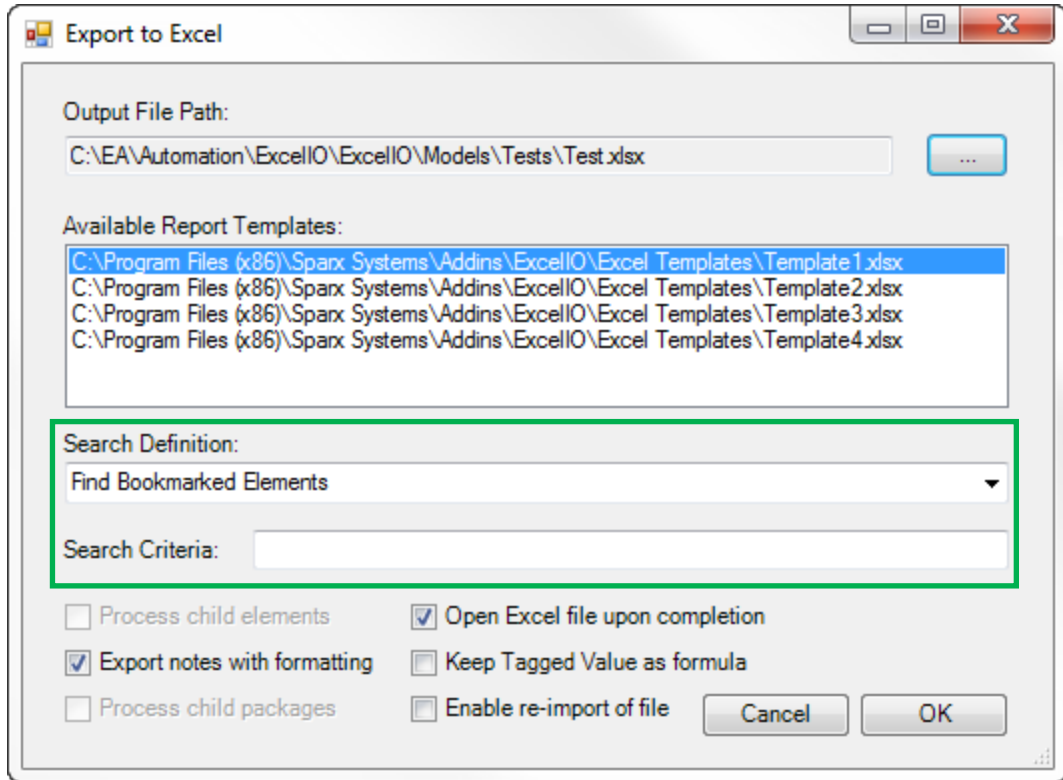 Export to Excel
Output File Path:
C:\EA\Automation\ExcelIO\ExcelIO\Models\Tests\Test.xlsx
...
Available Report Templates:
C:\Program Files (x86)\Sparx Systems\Addins\ExcelIO\Excel Templates\Template1.xlsx
C:\Program Files (x86)\Sparx Systems\Addins\ExcelIO\Excel Templates\Template2.xlsx
C:\Program Files (x86)\Sparx Systems\Addins\ExcelIO\Excel Templates\Template3.xlsx
C:\Program Files (x86)\Sparx Systems\Addins\ExcelIO\Excel Templates\Template4.xlsx
Search Definition:
Find Bookmarked Elements
Search Criteria:
Process child elements
Open Excel file upon completion
Export notes with formatting
Keep Tagged Value as formula
Process child packages
Enable re-import of file
Cancel
OK